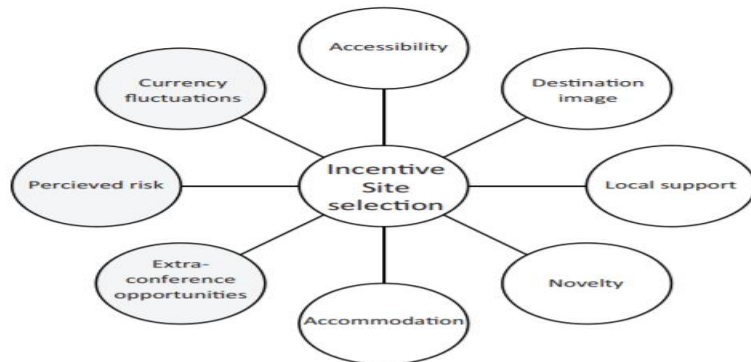 Accessibility
Currency
fluctuations
Destination
image
Percieved risk
Incentive
Site
selection
Local support
Extra-
conference
opportunities
Novelty
Accommodation